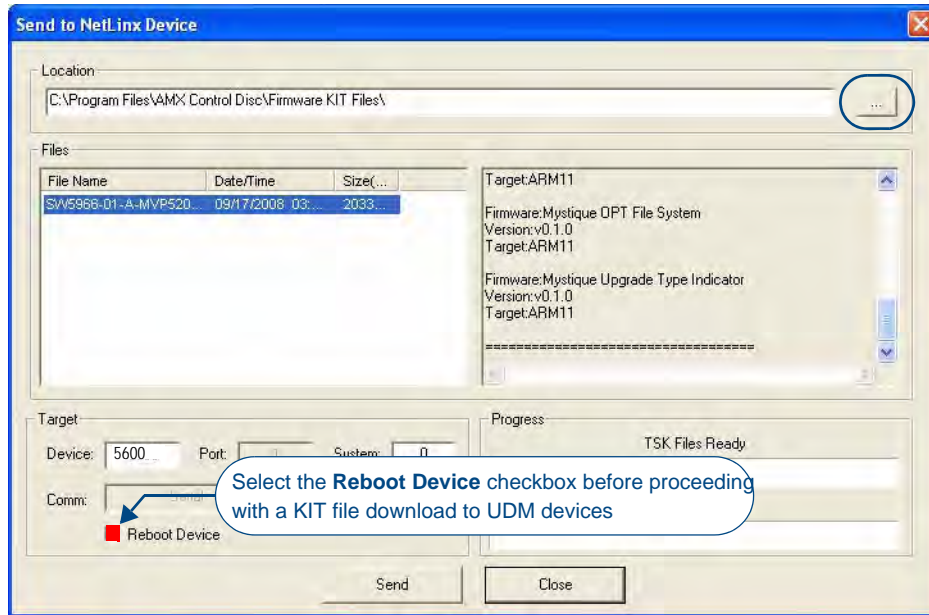 Send to NetLinx Device
Location
C:\Program Files\AMX Control Disc\Firmware KIT Files\
...
Files
File Name Date/Time Size(...
SW5966-01-A-MVP520... 09/17/2008 03:... 2033...
Target:ARM11
Firmware:Mystique OPT File System
Version:v0.1.0
Target:ARM11
Firmware:Mystique Upgrade Type Indicator
Version:v0.1.0
Target:ARM11
==================================
Target
Device: 5600 Port: 1 System: 0
Comm:
Reboot Device
Select the Reboot Device checkbox before proceeding
with a KIT file download to UDM devices
Progress
TSK Files Ready
Send
Close